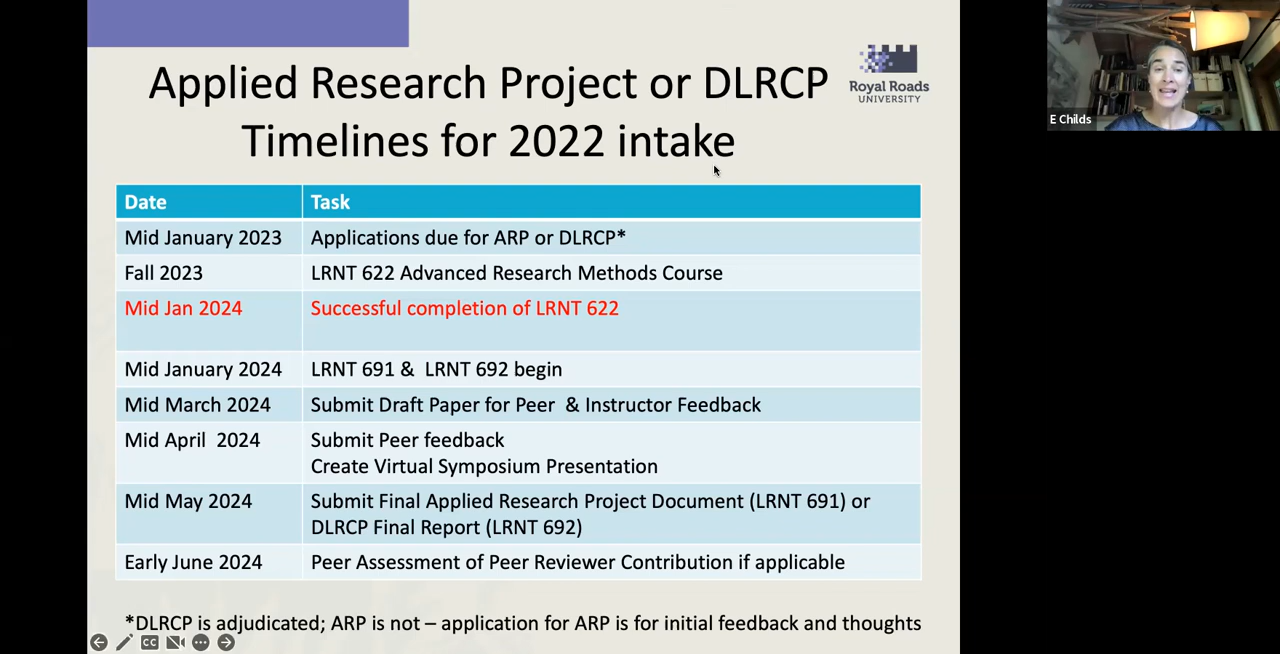 Applied Research Project or DLRCP
Timelines for 2022 intake
Royal Roads
UNIVERSITY
E Childs
Date Task
Mid January 2023 Applications due for ARP or DLRCP*
Fall 2023 LRNT 622 Advanced Research Methods Course
Mid Jan 2024 Successful completion of LRNT 622
Mid January 2024 LRNT 691 & LRNT 692 begin
Mid March 2024 Submit Draft Paper for Peer & Instructor Feedback
Mid April 2024 Submit Peer feedback
Create Virtual Symposium Presentation
Mid May 2024 Submit Final Applied Research Project Document (LRNT 691) or
DLRCP Final Report (LRNT 692)
Early June 2024 Peer Assessment of Peer Reviewer Contribution if applicable
*DLRCP is adjudicated; ARP is not – application for ARP is for initial feedback and thoughts
CC